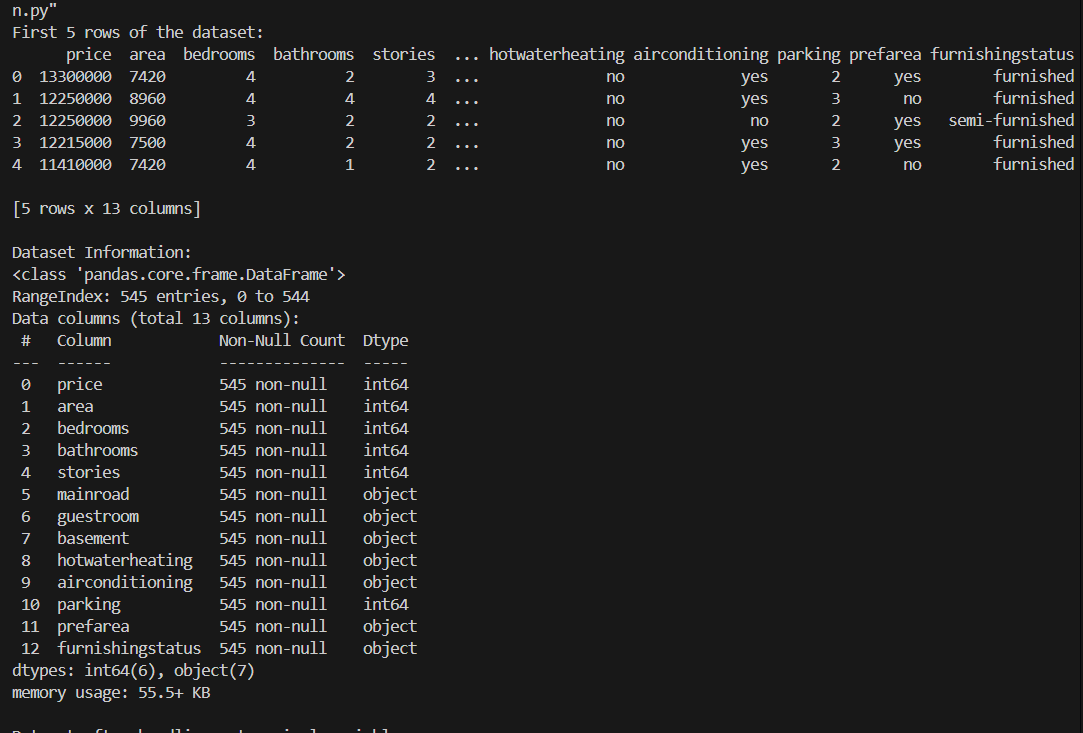 n.py"
First 5 rows of the dataset:
price area bedrooms bathrooms stories ... hotwaterheating airconditioning parking prefarea furnishingstatus
0 13300000 7420 4 2 3 ... no yes 2 yes furnished
1 12250000 8960 4 4 4 ... no yes 3 no furnished
2 12250000 9960 3 2 2 ... no no 2 yes semi-furnished
3 12215000 7500 4 2 2 ... no yes 3 yes furnished
4 11410000 7420 4 1 2 ... no yes 2 no furnished
[5 rows x 13 columns]
Dataset Information:
<class 'pandas.core.frame.DataFrame'>
RangeIndex: 545 entries, 0 to 544
Data columns (total 13 columns):
# Column Non-Null Count Dtype
--- ------ -------------- -----
0 price 545 non-null int64
1 area 545 non-null int64
2 bedrooms 545 non-null int64
3 bathrooms 545 non-null int64
4 stories 545 non-null int64
5 mainroad 545 non-null object
6 guestroom 545 non-null object
7 basement 545 non-null object
8 hotwaterheating 545 non-null object
9 airconditioning 545 non-null object
10 parking 545 non-null int64
11 prefarea 545 non-null object
12 furnishingstatus 545 non-null object
dtypes: int64(6), object(7)
memory usage: 55.5+ KB